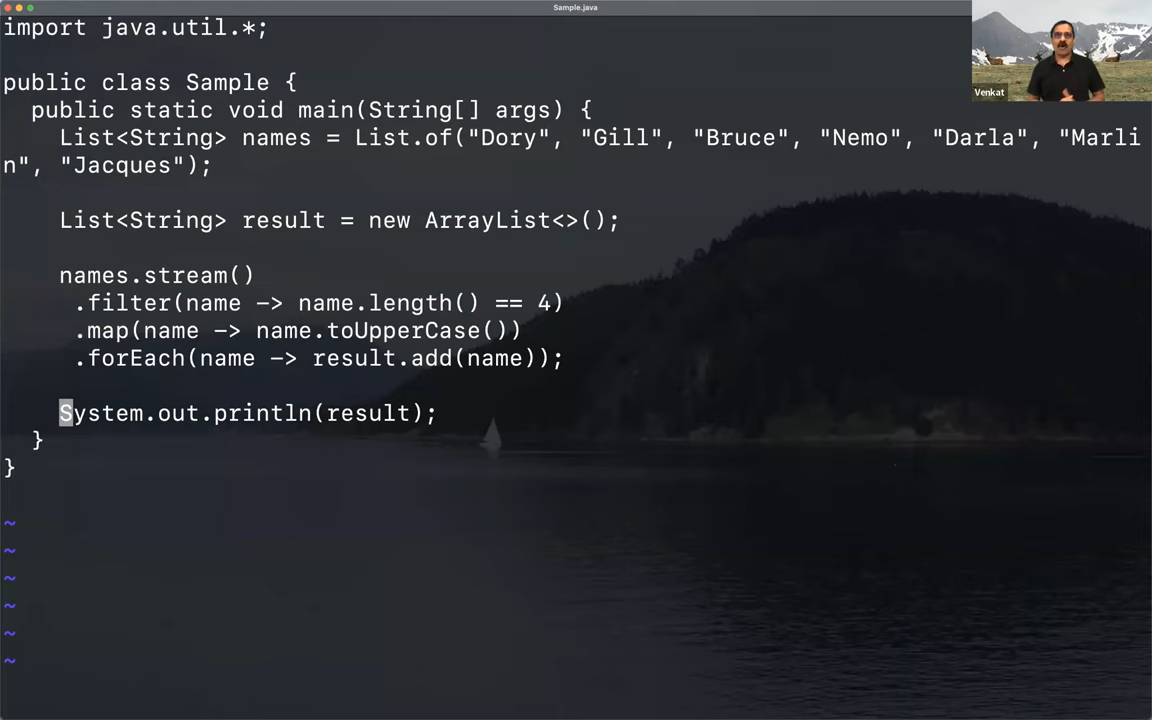 Sample.java
import java.util.*;
Venkat
public class Sample {
  public static void main(String[] args) {
    List<String> names = List.of("Dory", "Gill", "Bruce", "Nemo", "Darla", "Marli
n", "Jacques");
    List<String> result = new ArrayList<>();
    names.stream()
     .filter(name -> name.length() == 4)
     .map(name -> name.toUpperCase())
     .forEach(name -> result.add(name));
    System.out.println(result);
  }
}
~
~
~
~
~
~